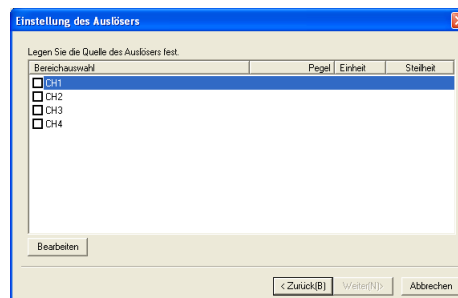 Einstellung des Auslösers
Legen Sie die Quelle des Auslösers fest.
Bereichauswahl Pegel Einheit Steilheit
CH1
CH2
CH3
CH4
Bearbeiten
< Zurück(B) Weiter(N)> Abbrechen